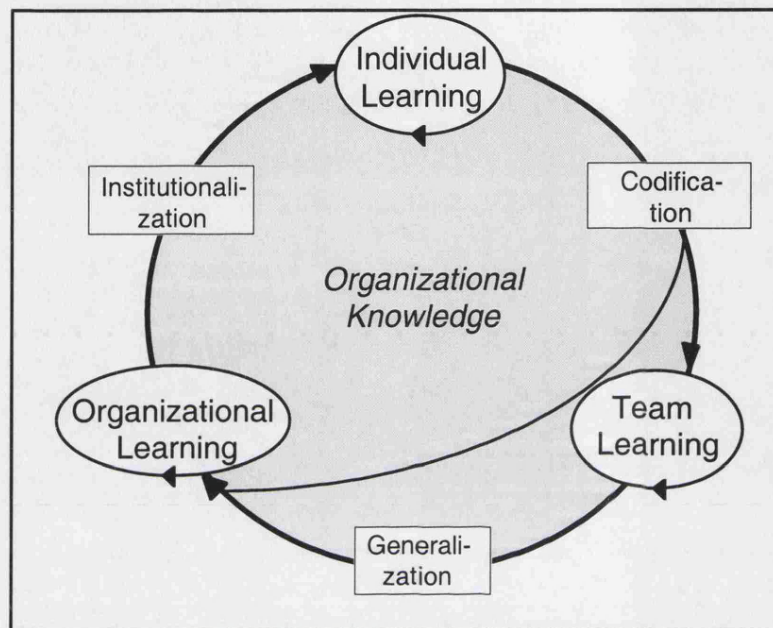 Individual
Learning
Institutionali-
zation
Codifica-
tion
Organizational
Knowledge
Organizational
Learning
Team
Learning
Generali-
zation